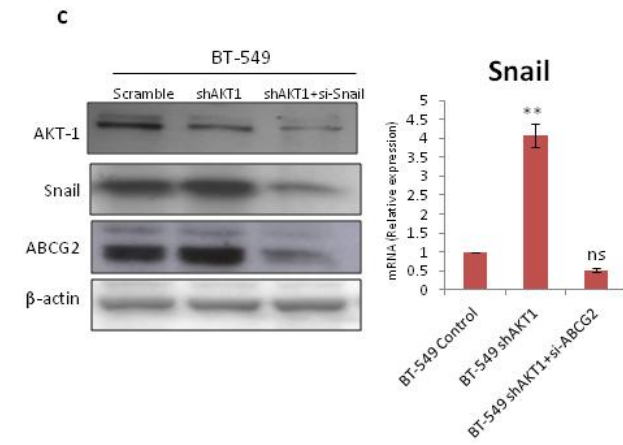 c
BT-549
Scramble shAKT1 shAKT1+si-Snail
AKT-1
Snail
ABCG2
β-actin
Snail
mRNA (Relative expression)
5
4.5
4
3.5
3
2.5
2
1.5
1
0.5
0
**
ns
BT-549 Control
BT-549 shAKT1
BT-549 shAKT1+si-ABCG2